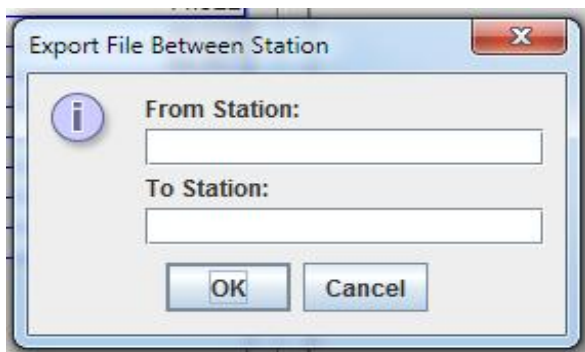 Export File Between Station
From Station:
To Station:
OK
Cancel